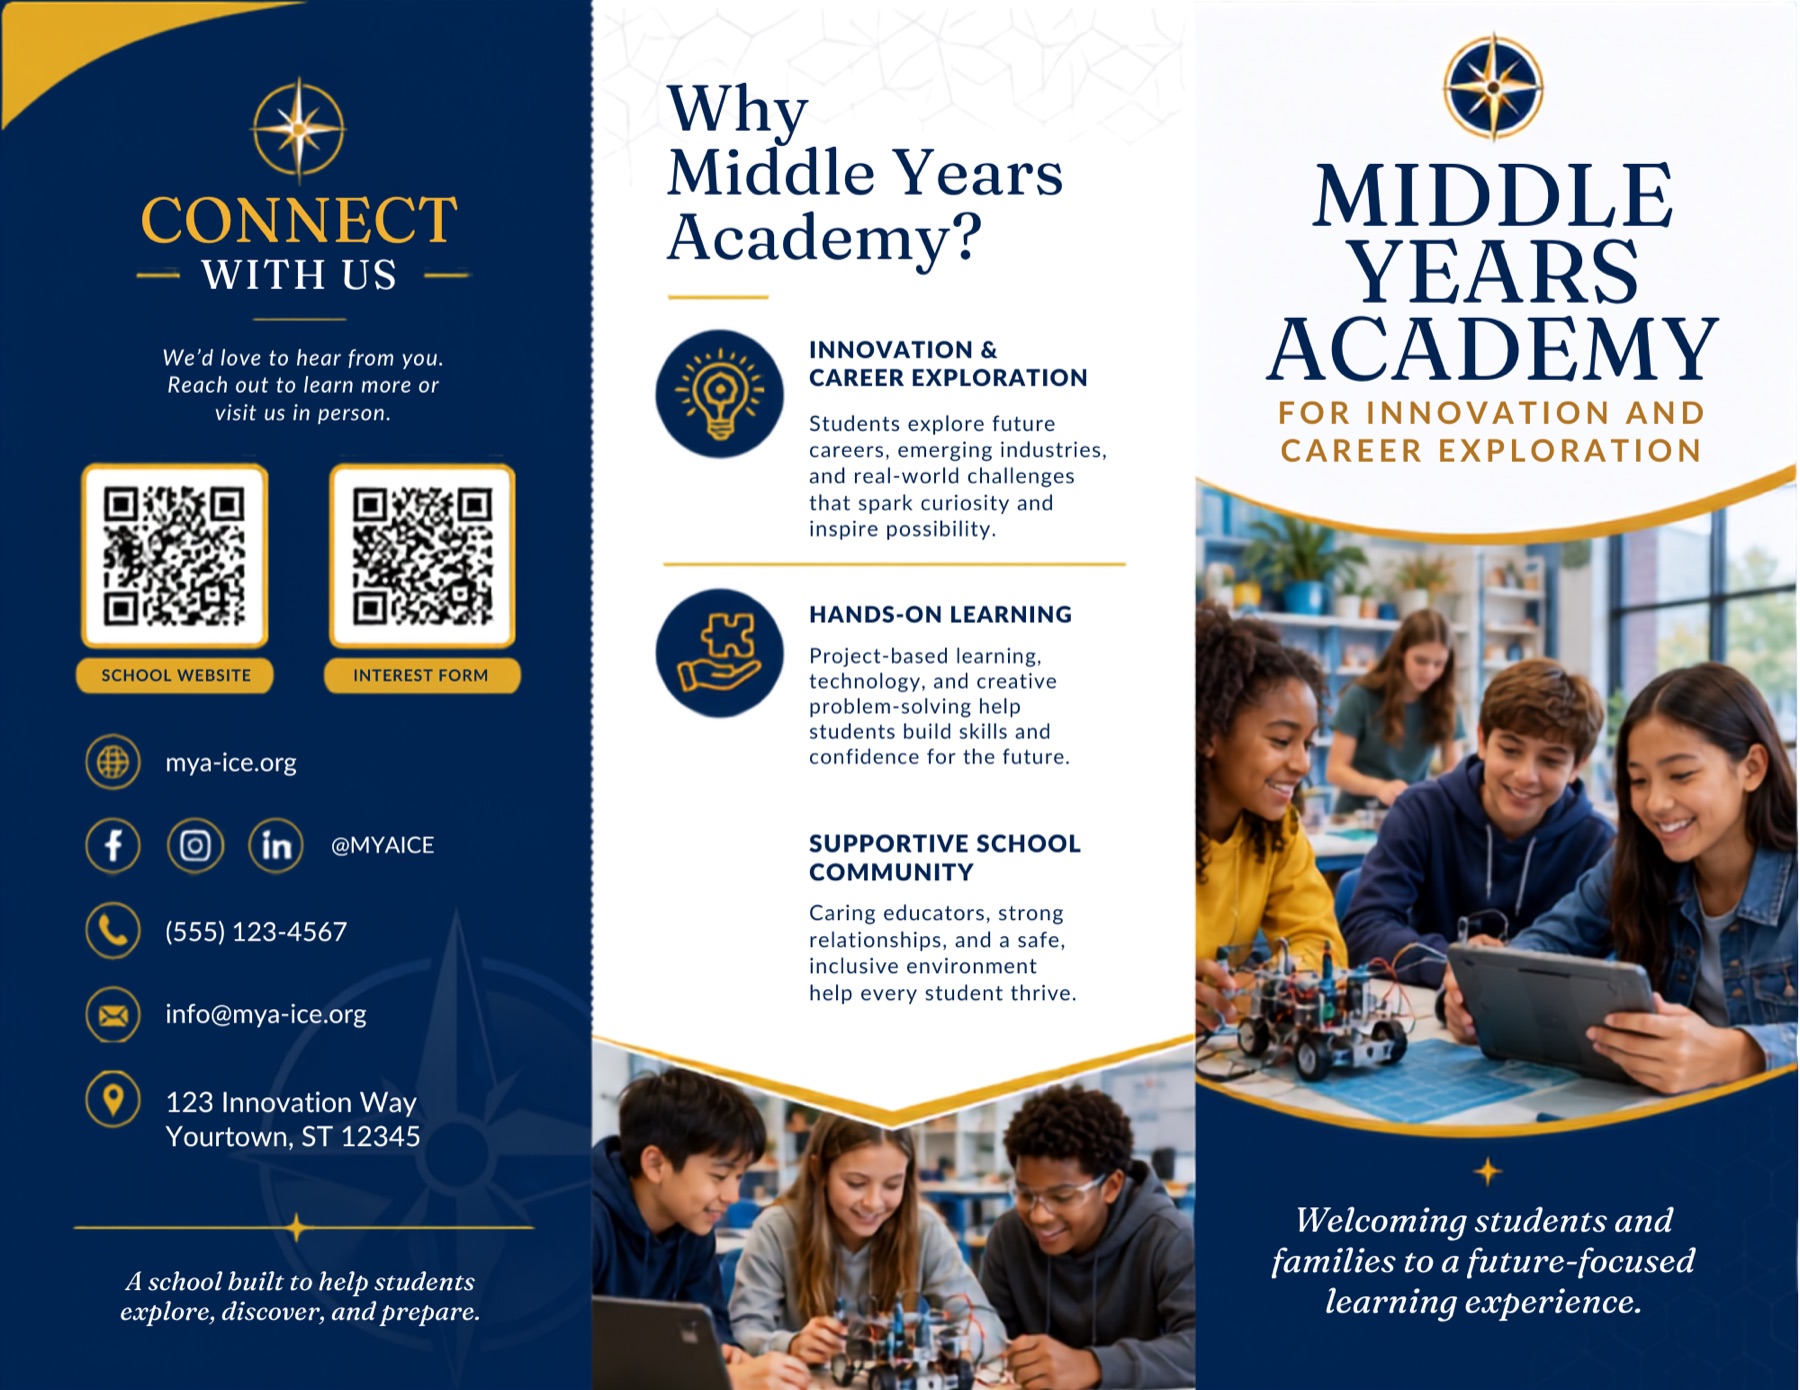 CONNECT
WITH US
We'd love to hear from you.
Reach out to learn more or
visit us in person.
SCHOOL WEBSITE
INTEREST FORM
mya-ice.org
@MYAICE
(555) 123-4567
info@mya-ice.org
123 Innovation Way
Yourtown, ST 12345
A school built to help students
explore, discover, and prepare.
Why
Middle Years
Academy?
INNOVATION &
CAREER EXPLORATION
Students explore future
careers, emerging industries,
and real-world challenges
that spark curiosity and
inspire possibility.
HANDS-ON LEARNING
Project-based learning,
technology, and creative
problem-solving help
students build skills and
confidence for the future.
SUPPORTIVE SCHOOL
COMMUNITY
Caring educators, strong
relationships, and a safe,
inclusive environment
help every student thrive.
MIDDLE
YEARS
ACADEMY
FOR INNOVATION AND
CAREER EXPLORATION
Welcoming students and
families to a future-focused
learning experience.